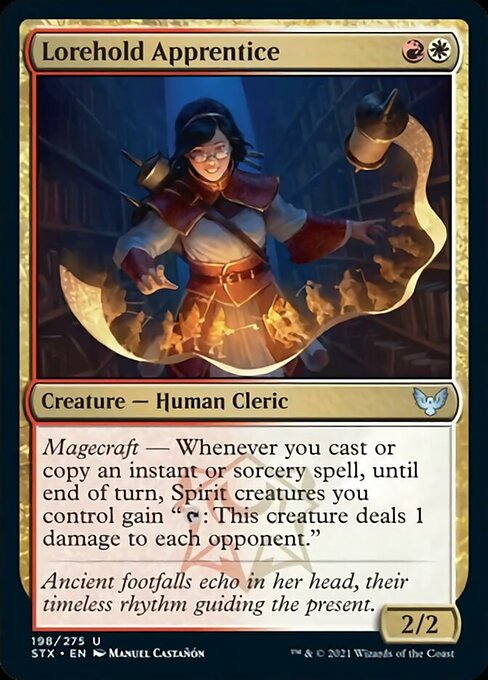 Lorehold Apprentice
Creature — Human Cleric
Magecraft — Whenever you cast or
copy an instant or sorcery spell, until
end of turn, Spirit creatures you
control gain “: This creature deals 1
damage to each opponent.”
Ancient footfalls echo in her head, their
timeless rhythm guiding the present.
2/2
198/275 U
STX • EN Manuel Castañón
™ & © 2021 Wizards of the Coast